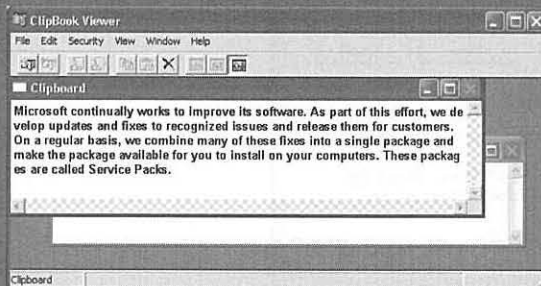 ClipBook Viewer
File Edit Security View Window Help
Clipboard
Microsoft continually works to improve its software. As part of this effort, we de
velop updates and fixes to recognized issues and release them for customers.
On a regular basis, we combine many of these fixes into a single package and
make the package available for you to install on your computers. These packag
es are called Service Packs.
Clipboard